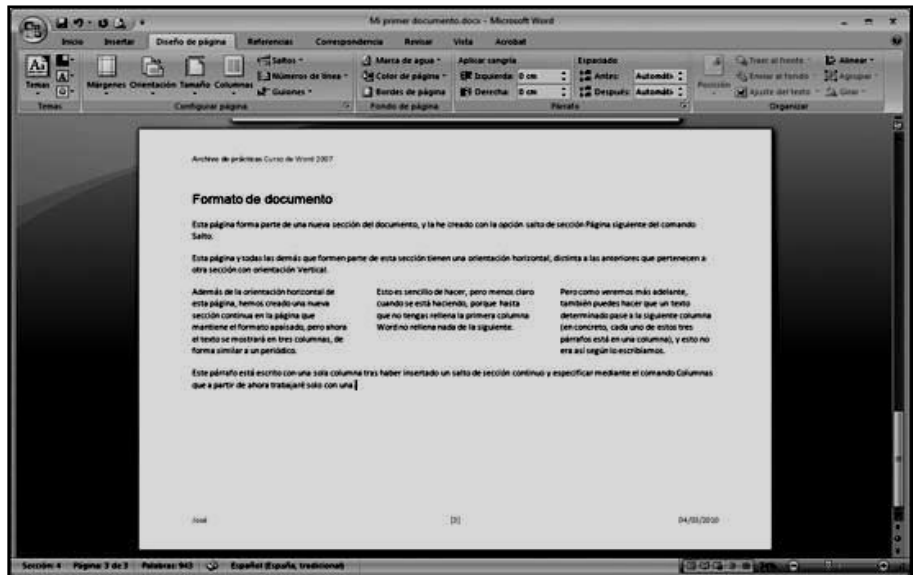 Mi primer documento.docx - Microsoft Word
Inicio Insertar Diseño de página Referencias Correspondencia Revisar Vista Acrobat
Saltos Marca de agua Aplicar sangría Espaciado Traer al frente Alinear
Aa Números de línea Color de página Izquierda: 0 cm Antes: Automáti Enviar al fondo Agrupar
Temas Márgenes Orientación Tamaño Columnas Guiones Bordes de página Derecha: 0 cm Después: Automáti Posición Ajuste del texto Girar
Temas Configurar página Fondo de página Párrafo Organizar
Archivo de prácticas Curso de Word 2007
Formato de documento
Esta página forma parte de una nueva sección del documento, y la he creado con la opción salto de sección Página siguiente del comando
Salto.
Esta página y todas las demás que formen parte de esta sección tienen una orientación horizontal, distinta a las anteriores que pertenecen a
otra sección con orientación Vertical.
Además de la orientación horizontal de
esta página, hemos creado una nueva
sección continua en la página que
mantiene el formato apaisado, pero ahora
el texto se mostrará en tres columnas, de
forma similar a un periódico.
Esto es sencillo de hacer, pero menos claro
cuando se está haciendo, porque hasta
que no tengas rellena la primera columna
Word no rellena nada de la siguiente.
Pero como veremos más adelante,
también puedes hacer que un texto
determinado pase a la siguiente columna
(en concreto, cada uno de estos tres
párrafos está en una columna), y esto no
era así según lo escribíamos.
Este párrafo está escrito con una sola columna tras haber insertado un salto de sección continuo y especificar mediante el comando Columnas
que a partir de ahora trabajaré solo con una.
José [3] 04/03/2010
Sección: 4 Página: 3 de 3 Palabras: 943 Español (España, tradicional)